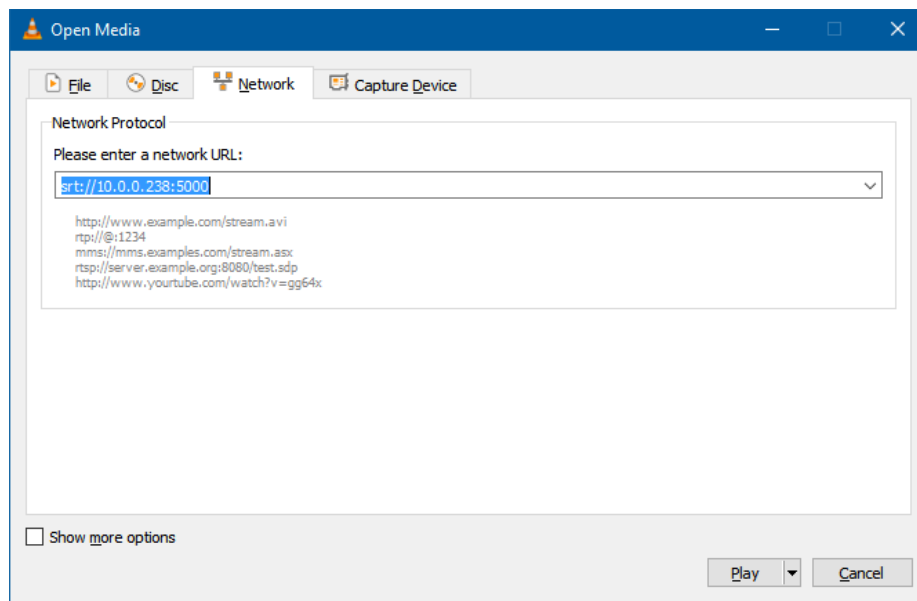 Open Media
File Disc Network Capture Device
Network Protocol
Please enter a network URL:
srt://10.0.0.238:5000
http://www.example.com/stream.avi
rtp://@:1234
mms://mms.examples.com/stream.asx
rtsp://server.example.org:8080/test.sdp
http://www.yourtube.com/watch?v=gg64x
Show more options
Play Cancel